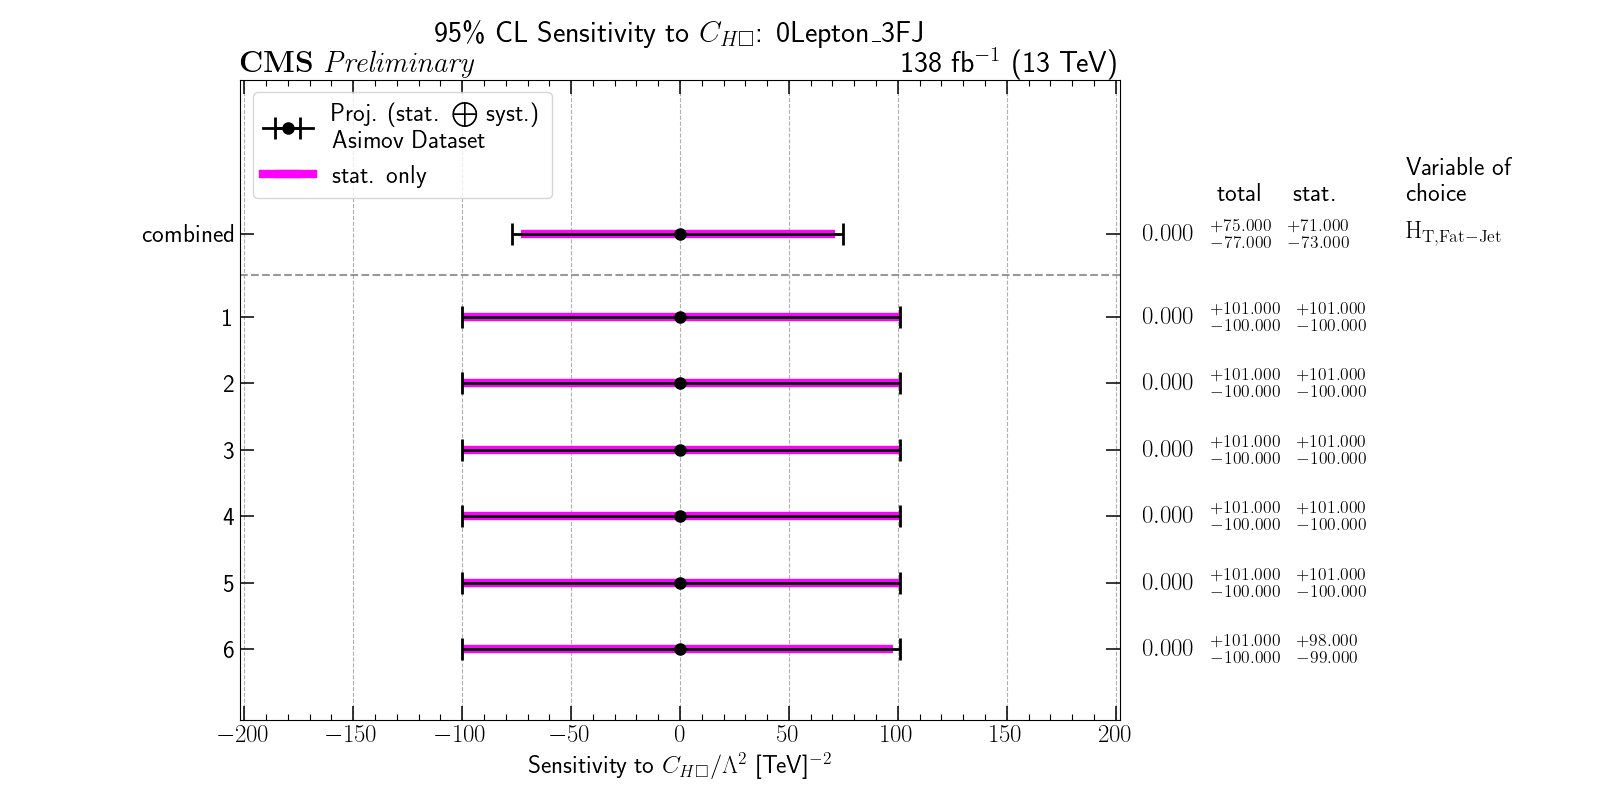 95% CL Sensitivity to C_{H□}: 0Lepton_3FJ
CMS Preliminary
138 fb⁻¹ (13 TeV)
Proj. (stat. ⨁ syst.)
Asimov Dataset
stat. only
Variable of
choice
total stat.
combined 0.000 +75.000 −77.000 +71.000 −73.000 H_{T,Fat−Jet}
1 0.000 +101.000 −100.000 +101.000 −100.000
2 0.000 +101.000 −100.000 +101.000 −100.000
3 0.000 +101.000 −100.000 +101.000 −100.000
4 0.000 +101.000 −100.000 +101.000 −100.000
5 0.000 +101.000 −100.000 +101.000 −100.000
6 0.000 +101.000 −100.000 +98.000 −99.000
−200 −150 −100 −50 0 50 100 150 200
Sensitivity to C_{H□}/Λ² [TeV]⁻²